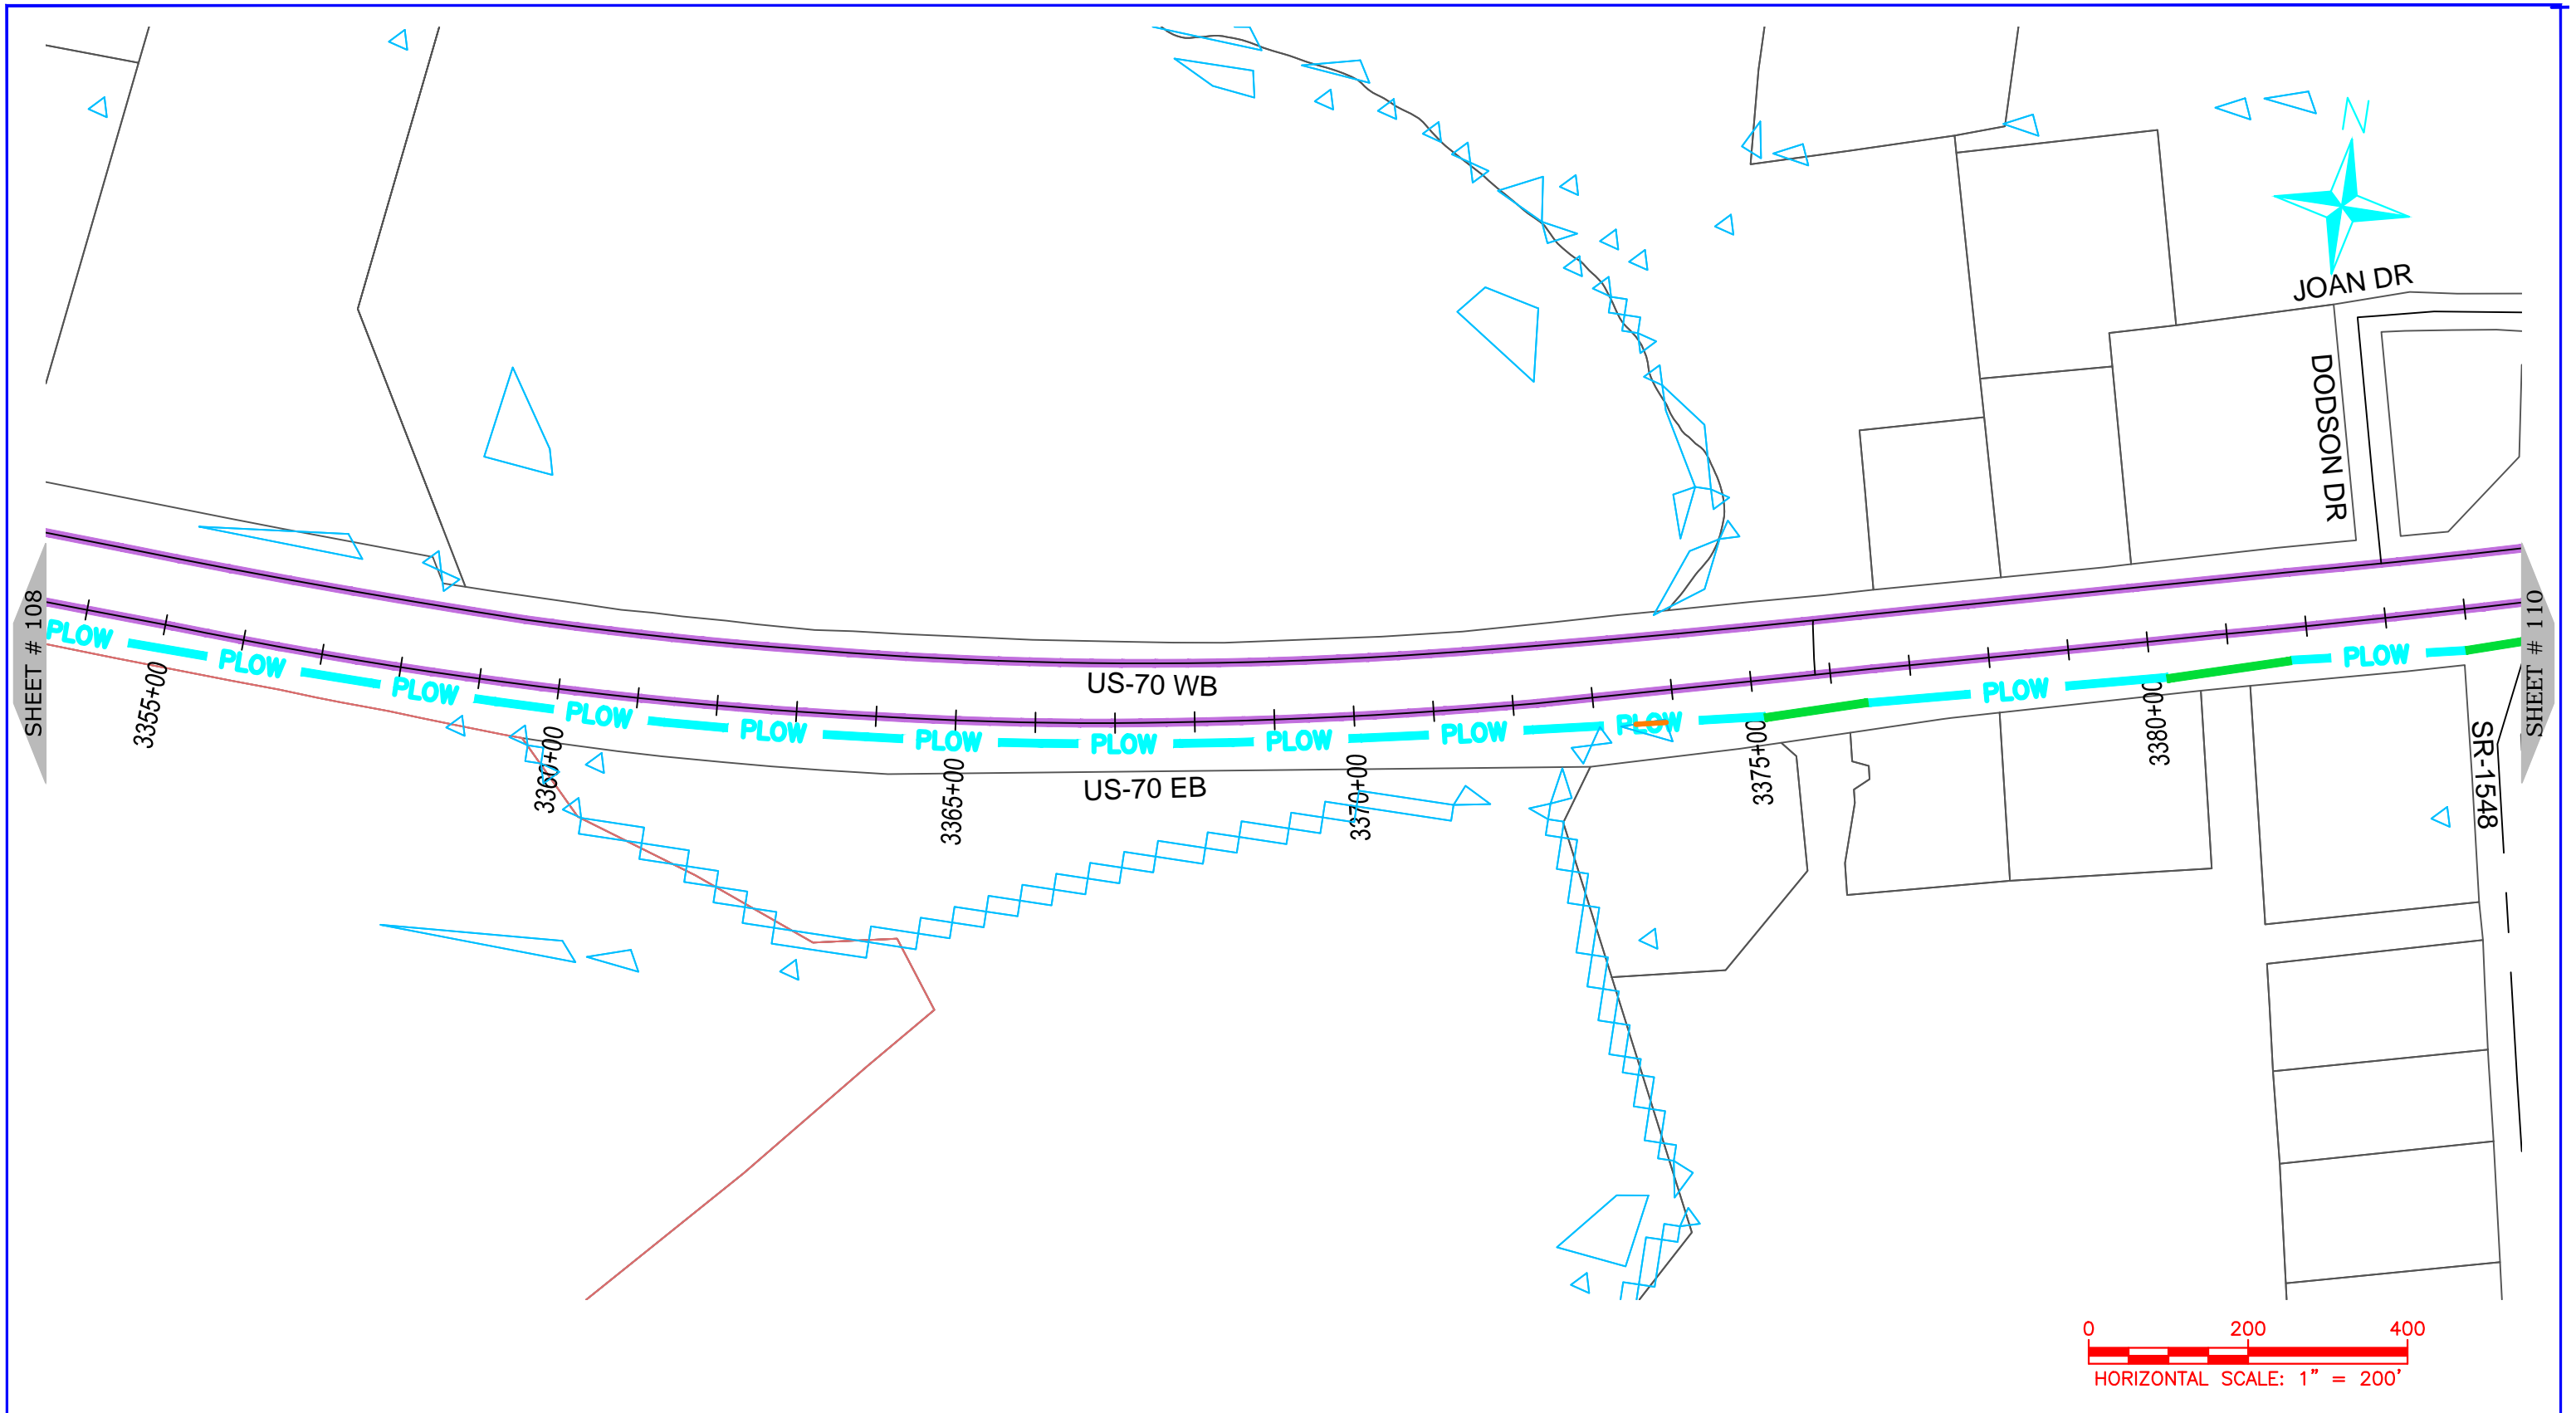 N
JOAN DR
DODSON DR
SHEET # 108
SHEET # 110
PLOW
PLOW
PLOW
PLOW
PLOW
PLOW
PLOW
PLOW
PLOW
PLOW
PLOW
PLOW
US-70 WB
US-70 EB
3355+00
3360+00
3365+00
3370+00
3375+00
3380+00
SR-1548
0 200 400
HORIZONTAL SCALE: 1" = 200'